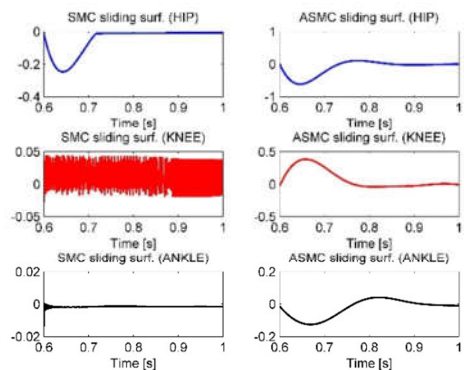 SMC sliding surf. (HIP)
0
-0.2
-0.4
0.6 0.7 0.8 0.9 1
Time [s]
ASMC sliding surf. (HIP)
1
0
-1
0.6 0.7 0.8 0.9 1
Time [s]
SMC sliding surf. (KNEE)
0.05
0
-0.05
0.6 0.7 0.8 0.9 1
Time [s]
ASMC sliding surf. (KNEE)
0.5
0
-0.5
0.6 0.7 0.8 0.9 1
Time [s]
SMC sliding surf. (ANKLE)
0.02
0
-0.02
0.6 0.7 0.8 0.9 1
Time [s]
ASMC sliding surf. (ANKLE)
0.2
0
-0.2
0.6 0.7 0.8 0.9 1
Time [s]